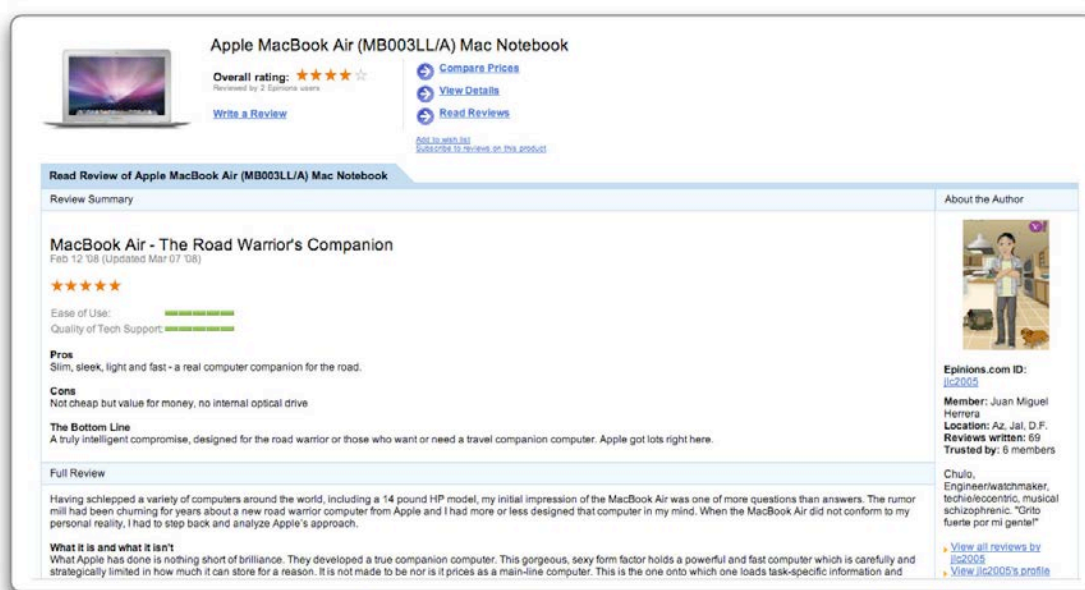 Apple MacBook Air (MB003LL/A) Mac Notebook
Overall rating:
Reviewed by 2 Epinions users
Write a Review
Compare Prices
View Details
Read Reviews
Add to wish list
Subscribe to reviews on this product
Read Review of Apple MacBook Air (MB003LL/A) Mac Notebook
Review Summary
MacBook Air - The Road Warrior's Companion
Feb 12 '08 (Updated Mar 07 '08)
Ease of Use:
Quality of Tech Support:
Pros
Slim, sleek, light and fast - a real computer companion for the road.
Cons
Not cheap but value for money, no internal optical drive
The Bottom Line
A truly intelligent compromise, designed for the road warrior or those who want or need a travel companion computer. Apple got lots right here.
Full Review
Having schlepped a variety of computers around the world, including a 14 pound HP model, my initial impression of the MacBook Air was one of more questions than answers. The rumor
mill had been churning for years about a new road warrior computer from Apple and I had more or less designed that computer in my mind. When the MacBook Air did not conform to my
personal reality, I had to step back and analyze Apple's approach.
What it is and what it isn't
What Apple has done is nothing short of brilliance. They developed a true companion computer. This gorgeous, sexy form factor holds a powerful and fast computer which is carefully and
strategically limited in how much it can store for a reason. It is not made to be nor is it prices as a main-line computer. This is the one onto which one loads task-specific information and
About the Author
Y!
Epinions.com ID:
jlc2005
Member: Juan Miguel
Herrera
Location: Az, Jal, D.F.
Reviews written: 69
Trusted by: 6 members
Chulo,
Engineer/watchmaker,
techie/eccentric, musical
schizophrenic. "Grito
fuerte por mi gente!"
View all reviews by
jlc2005
View jlc2005's profile